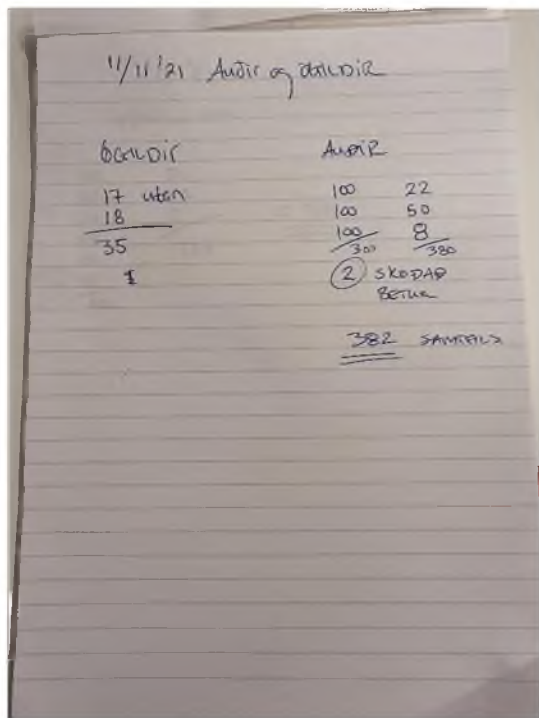 11/11 '21 Auðir og ógildir
ÓGILDIR
17 utan
18
35
1
AUÐIR
100 22
100 50
100 8
300 380
2 SKOÐAÐ
BETUR
382 SAMTALS